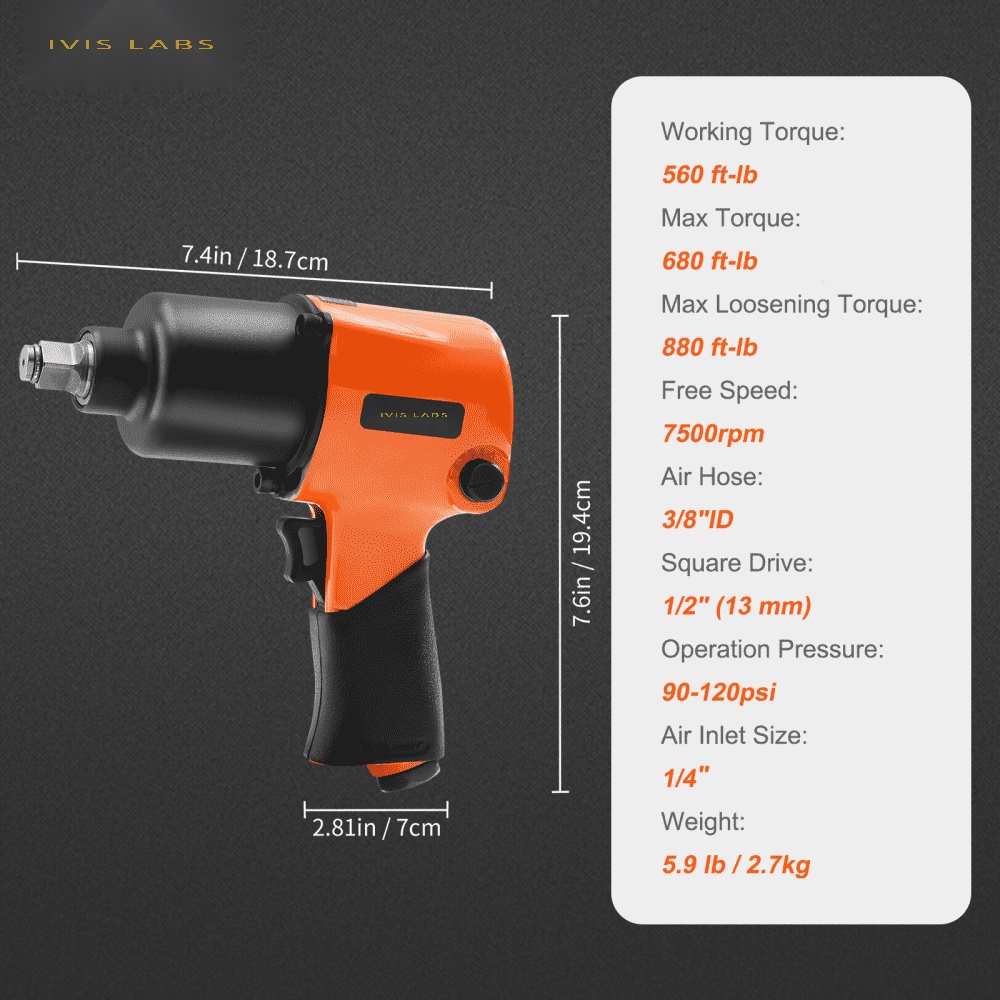 IVIS LABS
7.4in / 18.7cm
IVIS LABS
7.6in / 19.4cm
2.81in / 7cm
Working Torque:
560 ft-lb
Max Torque:
680 ft-lb
Max Loosening Torque:
880 ft-lb
Free Speed:
7500rpm
Air Hose:
3/8"ID
Square Drive:
1/2" (13 mm)
Operation Pressure:
90-120psi
Air Inlet Size:
1/4"
Weight:
5.9 lb / 2.7kg